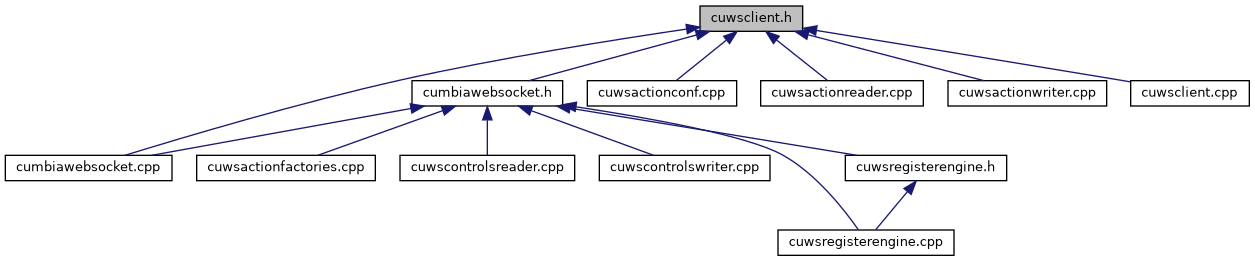 cuwsclient.h
cumbiawebsocket.h
cuwsactionconf.cpp
cuwsactionreader.cpp
cuwsactionwriter.cpp
cuwsclient.cpp
cumbiawebsocket.cpp
cuwsactionfactories.cpp
cuwscontrolsreader.cpp
cuwscontrolswriter.cpp
cuwsregisterengine.h
cuwsregisterengine.cpp